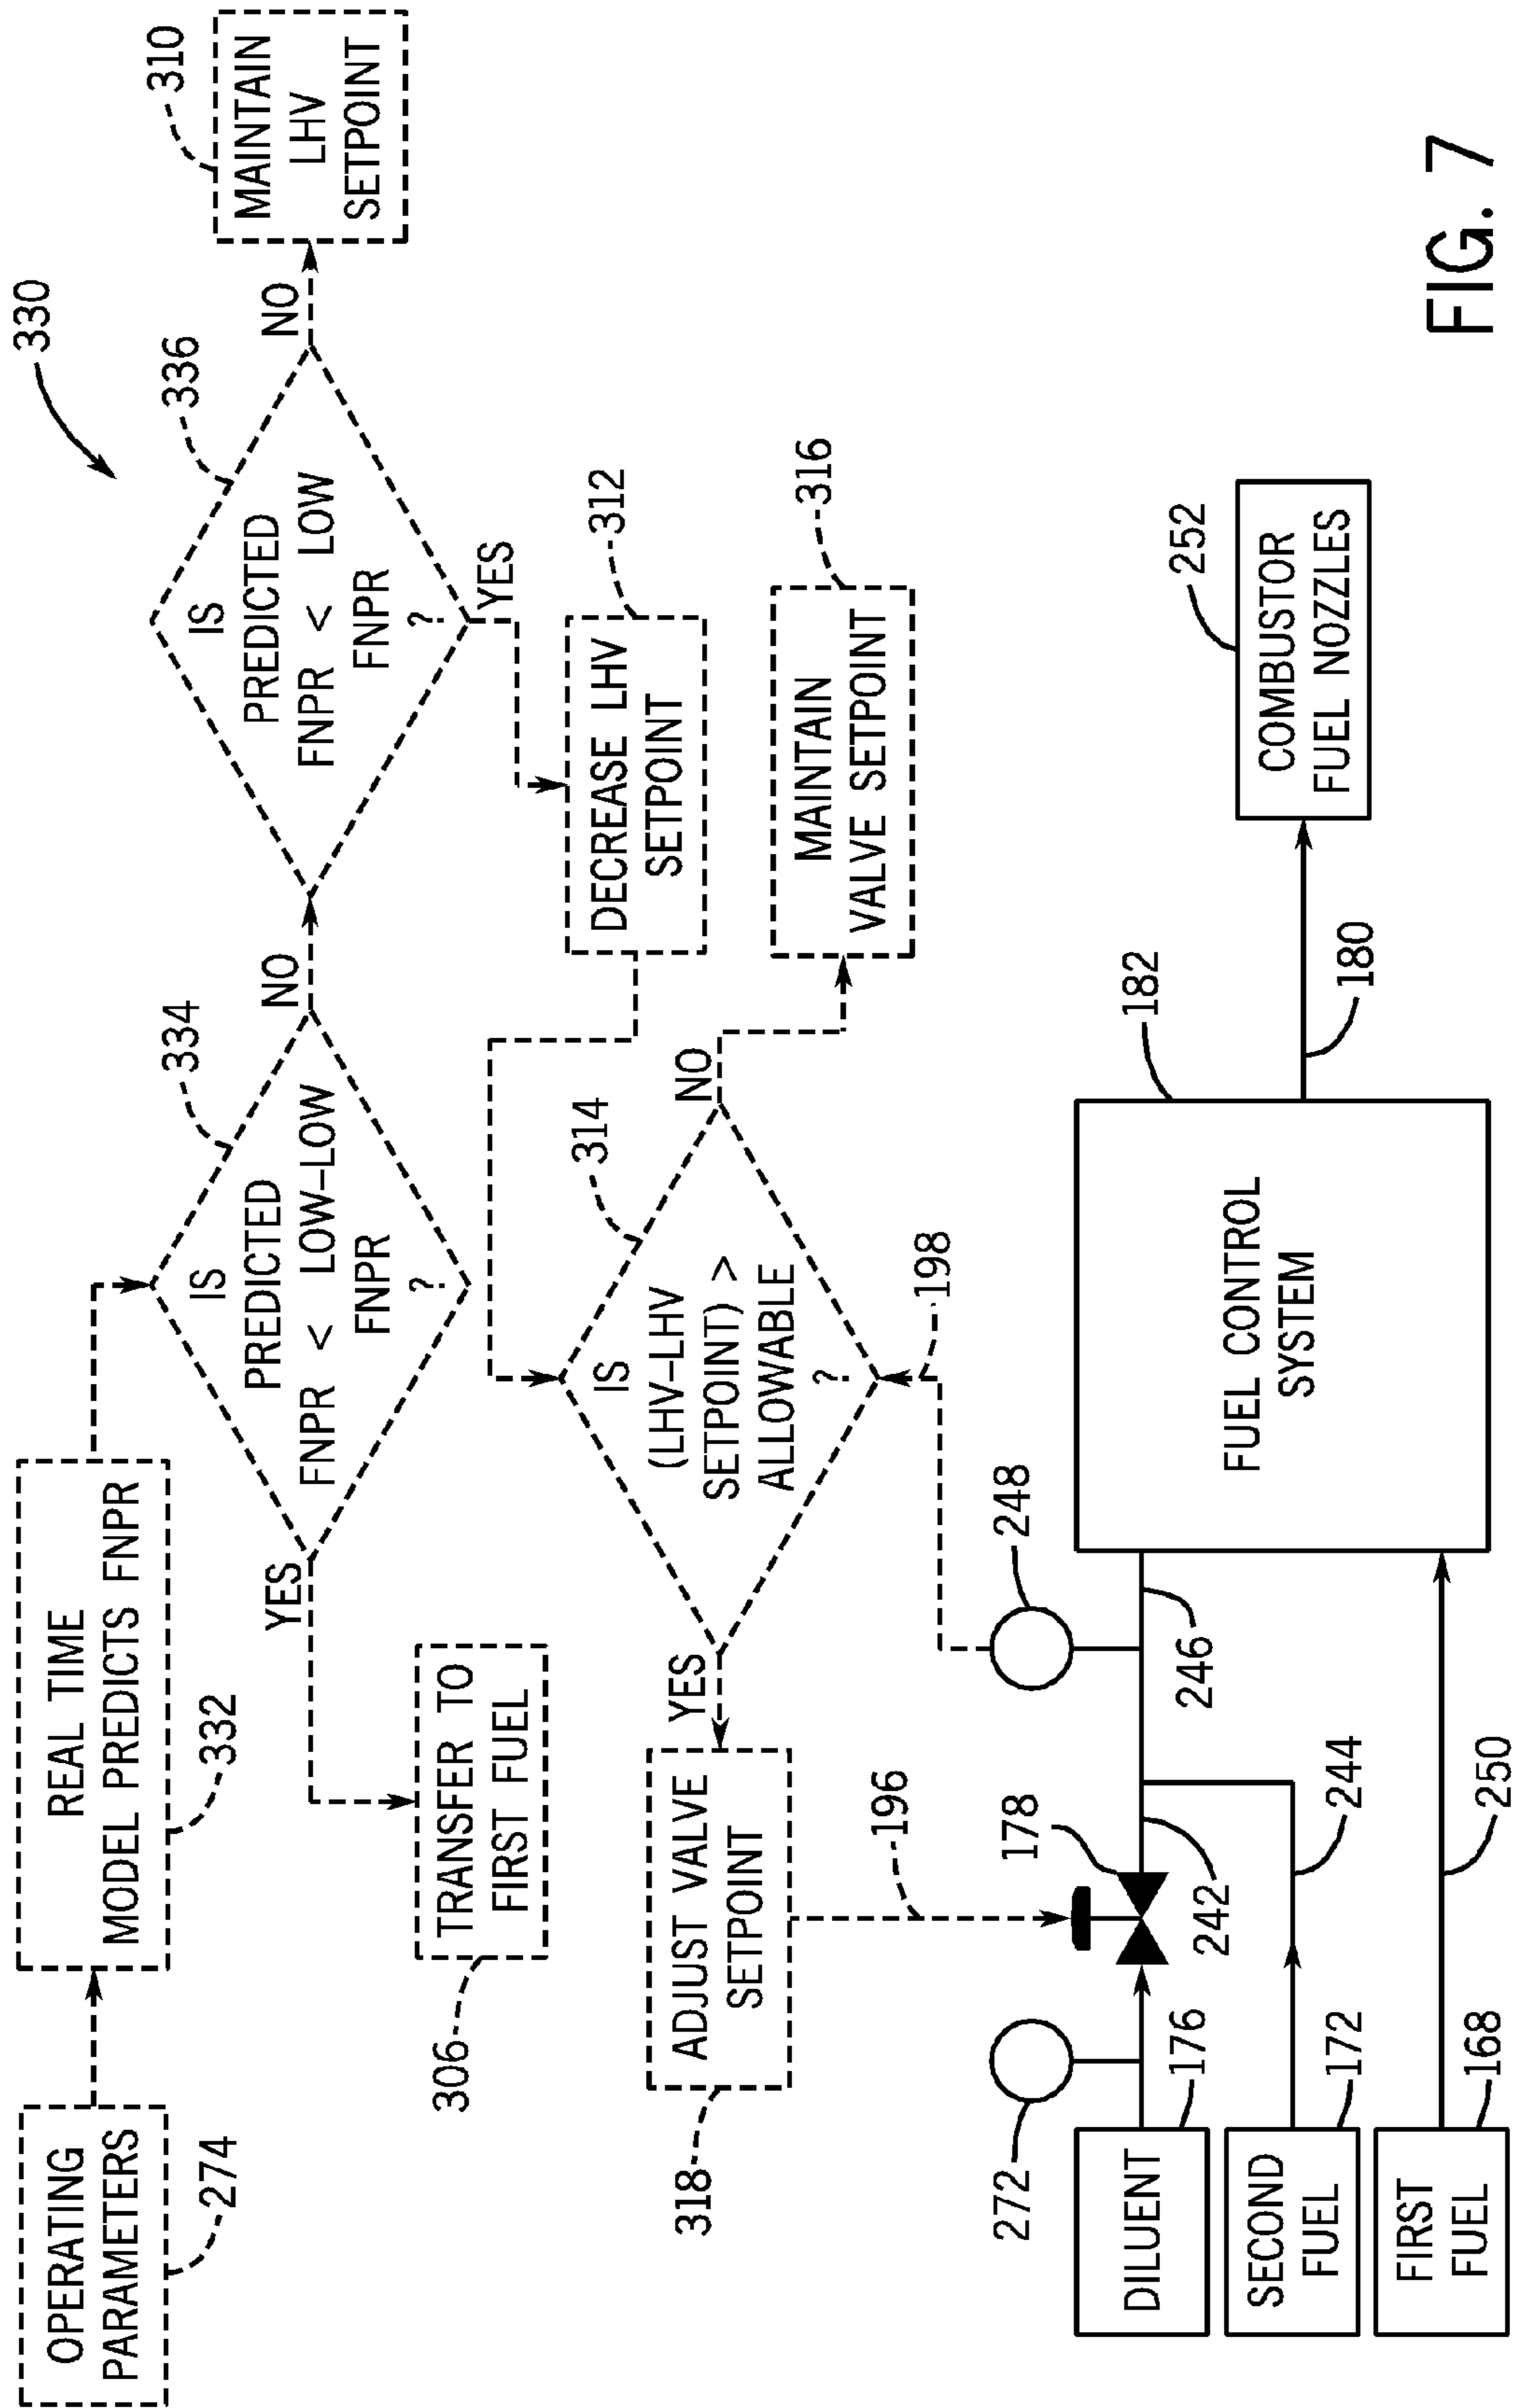 330
OPERATING
PARAMETERS
274
REAL TIME
MODEL PREDICTS FNPR
332
334
IS
PREDICTED
FNPR < LOW–LOW
FNPR
?
YES
NO
336
IS
PREDICTED
FNPR < LOW
FNPR
?
NO
YES
310
MAINTAIN
LHV
SETPOINT
TRANSFER TO
FIRST FUEL
306
DECREASE LHV
SETPOINT
312
314
IS
(LHV–LHV
SETPOINT) >
ALLOWABLE
?
YES
NO
ADJUST VALVE
SETPOINT
318
MAINTAIN
VALVE SETPOINT
316
196
198
272
178
248
182
252
DILUENT
176
242
246
SECOND
FUEL
172
244
FIRST
FUEL
168
250
FUEL CONTROL
SYSTEM
180
COMBUSTOR
FUEL NOZZLES
FIG. 7